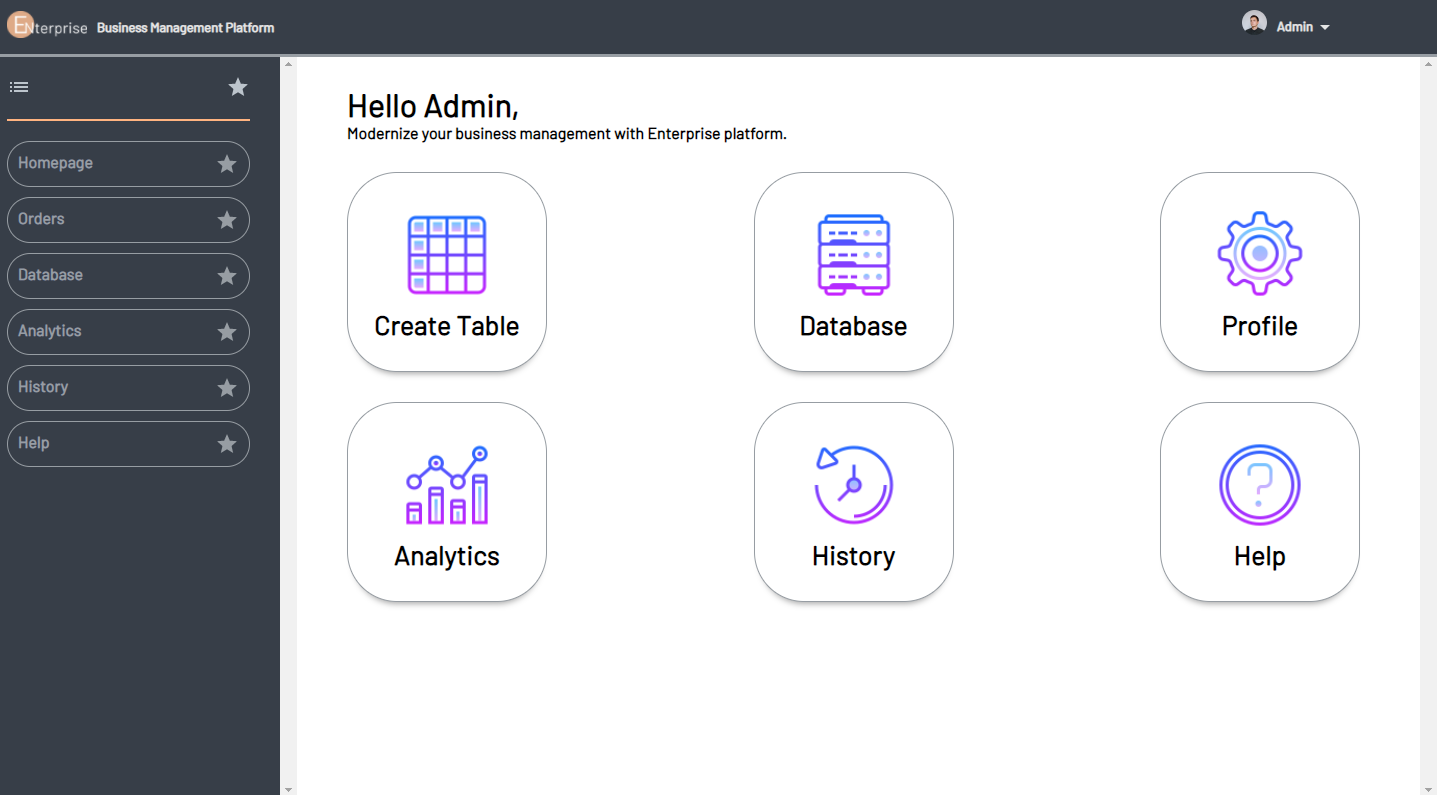 ENterprise Business Management Platform
Admin
Homepage
Orders
Database
Analytics
History
Help
Hello Admin,
Modernize your business management with Enterprise platform.
Create Table
Database
Profile
Analytics
History
?
Help